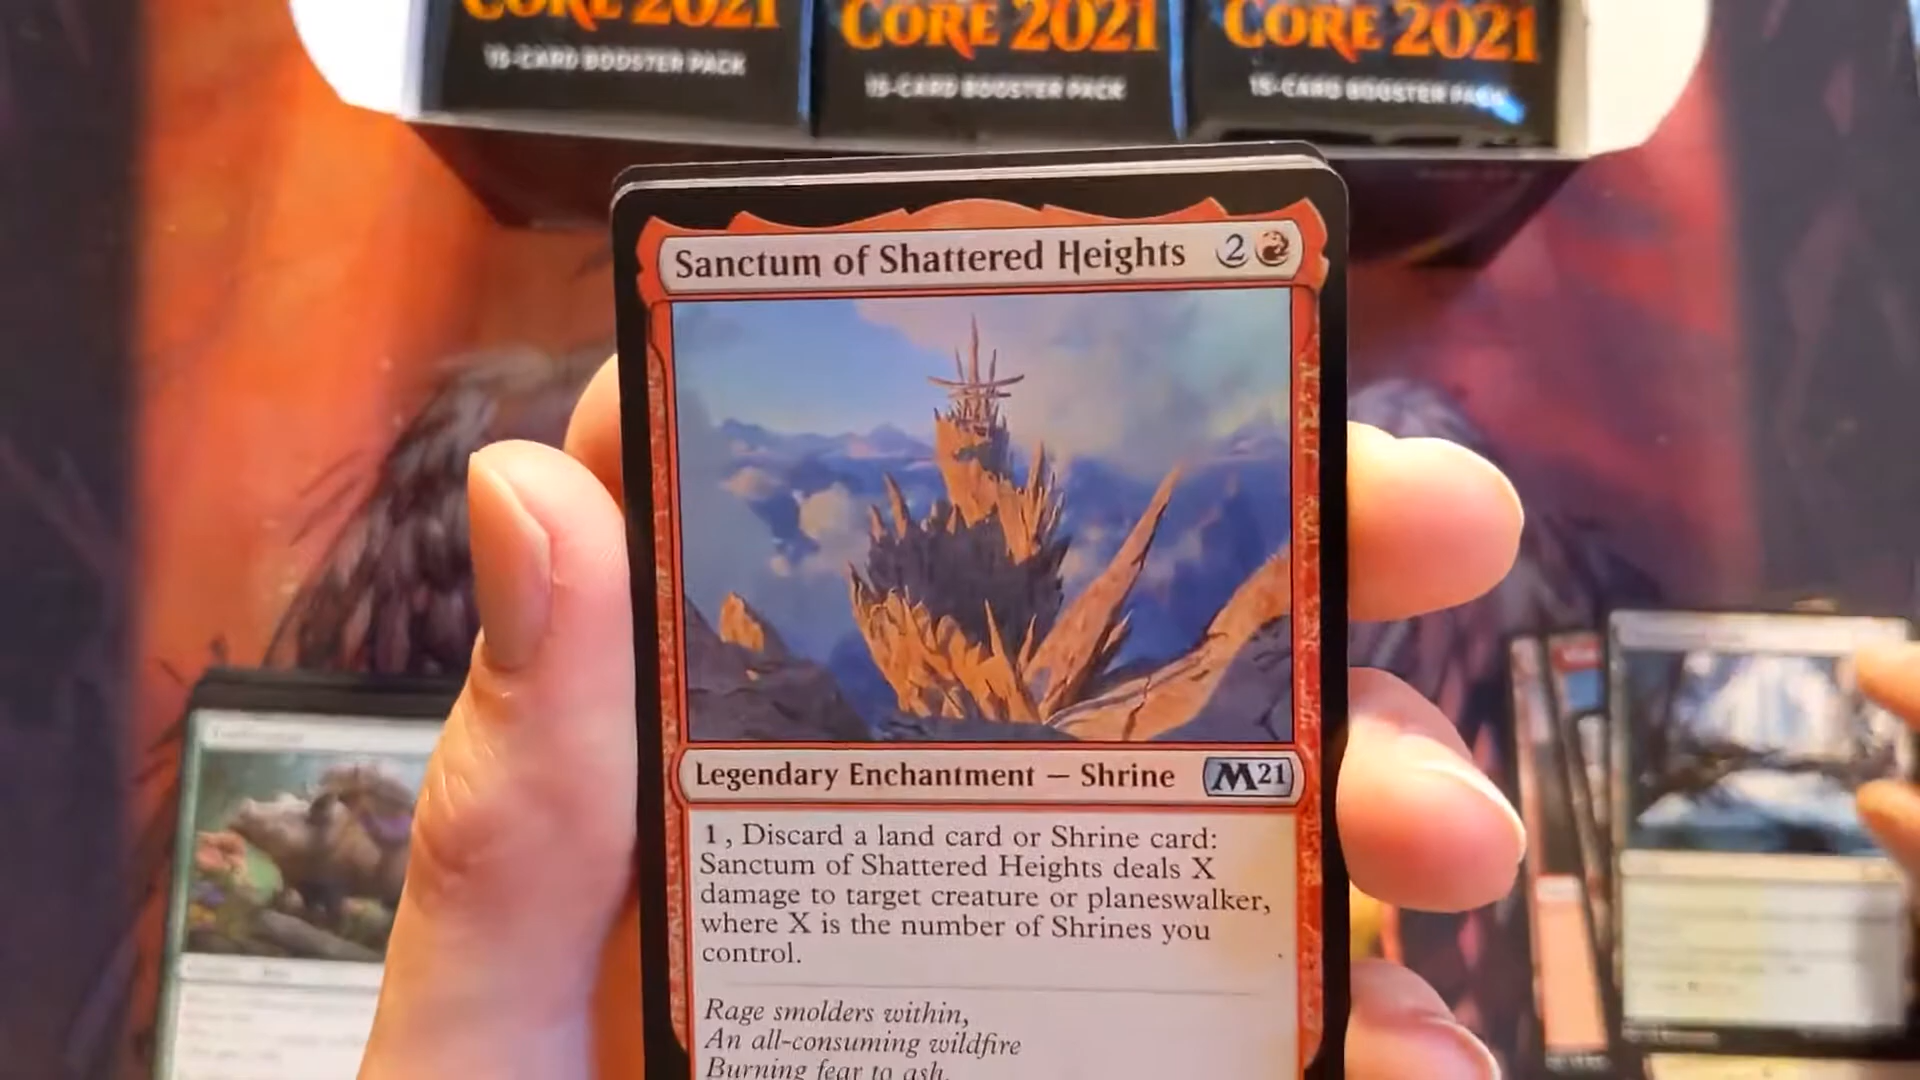 CORE 2021
15-CARD BOOSTER PACK
CORE 2021
15-CARD BOOSTER PACK
CORE 2021
15-CARD BOOSTER PACK
Sanctum of Shattered Heights 2
Legendary Enchantment — Shrine M21
1, Discard a land card or Shrine card:
Sanctum of Shattered Heights deals X
damage to target creature or planeswalker,
where X is the number of Shrines you
control.
Rage smolders within,
An all-consuming wildfire
Burning fear to ash.